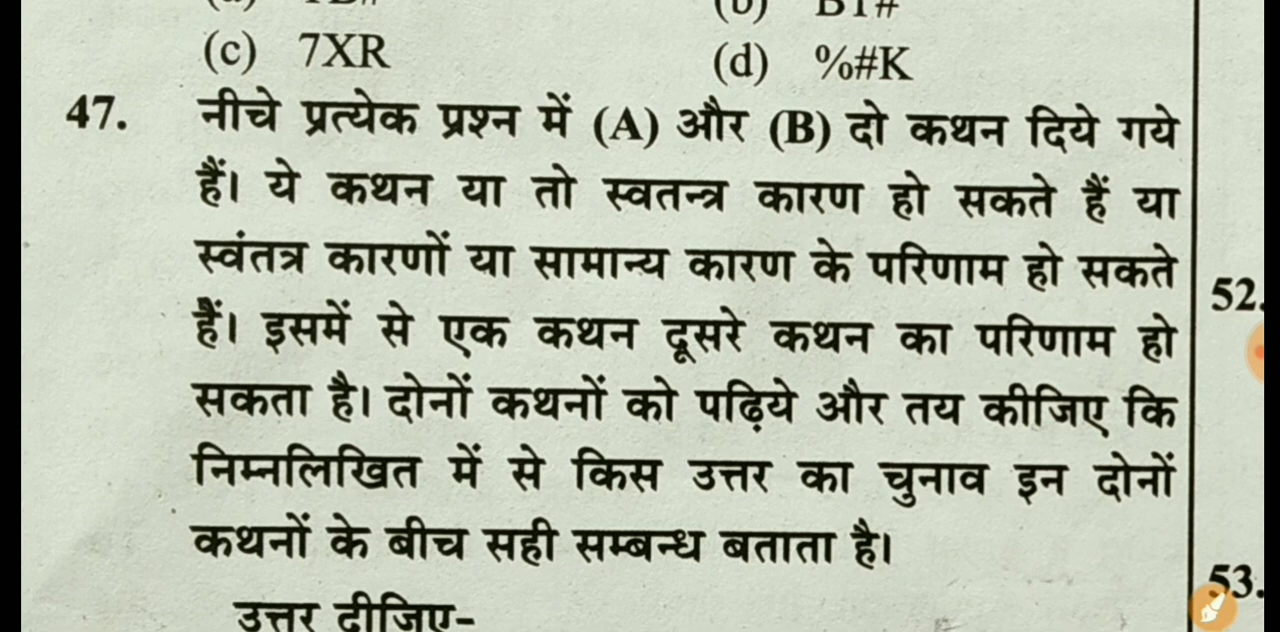 (c) 7XR (d) %#K
47. नीचे प्रत्येक प्रश्न में (A) और (B) दो कथन दिये गये
हैं। ये कथन या तो स्वतन्त्र कारण हो सकते हैं या
स्वंतत्र कारणों या सामान्य कारण के परिणाम हो सकते
हैं। इसमें से एक कथन दूसरे कथन का परिणाम हो
सकता है। दोनों कथनों को पढ़िये और तय कीजिए कि
निम्नलिखित में से किस उत्तर का चुनाव इन दोनों
कथनों के बीच सही सम्बन्ध बताता है।
उत्तर दीजिए-
52.
53.